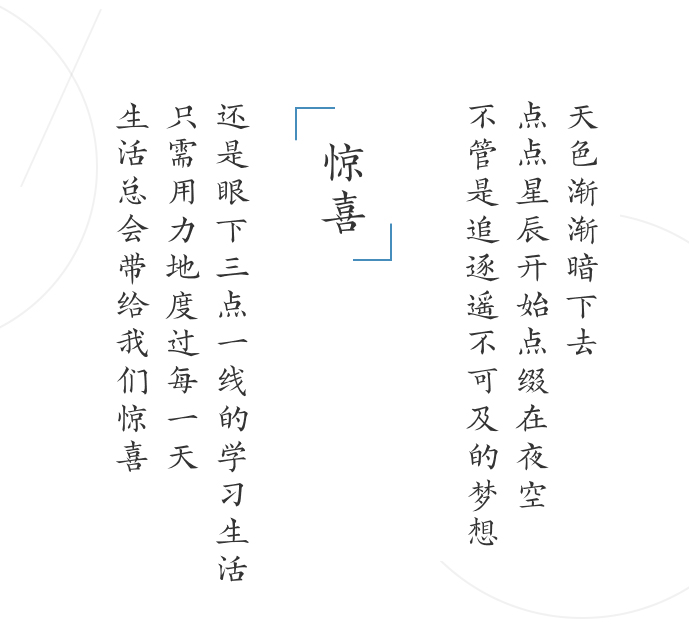 天色渐渐暗下去
点点星辰开始点缀在夜空
不管是追逐遥不可及的梦想
惊喜
还是眼下三点一线的学习生活
只需用力地度过每一天
生活总会带给我们惊喜